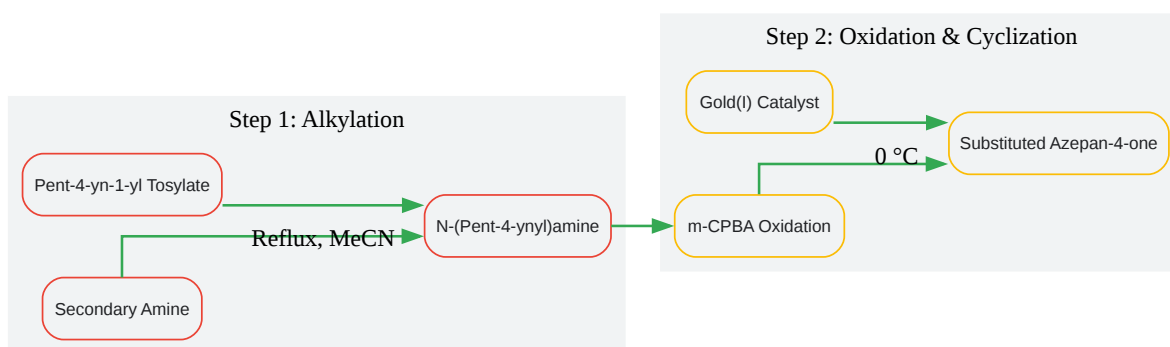 Step 1: Alkylation
Pent-4-yn-1-yl Tosylate
Secondary Amine
Reflux, MeCN
N-(Pent-4-ynyl)amine
Step 2: Oxidation & Cyclization
Gold(I) Catalyst
m-CPBA Oxidation
0 °C
Substituted Azepan-4-one